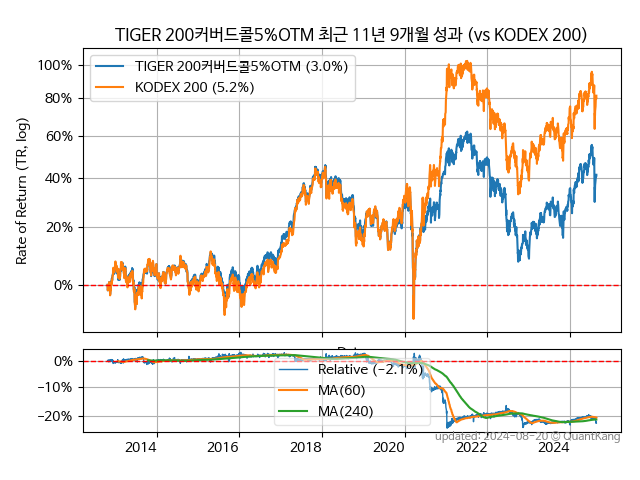 TIGER 200커버드콜5%OTM 최근 11년 9개월 성과 (vs KODEX 200)
Rate of Return (TR, log)
100%
80%
60%
40%
20%
0%
TIGER 200커버드콜5%OTM (3.0%)
KODEX 200 (5.2%)
0%
−10%
−20%
Relative (−2.1%)
MA(60)
MA(240)
updated: 2024-08-20 © QuantKang
2014
2016
2018
2020
2022
2024